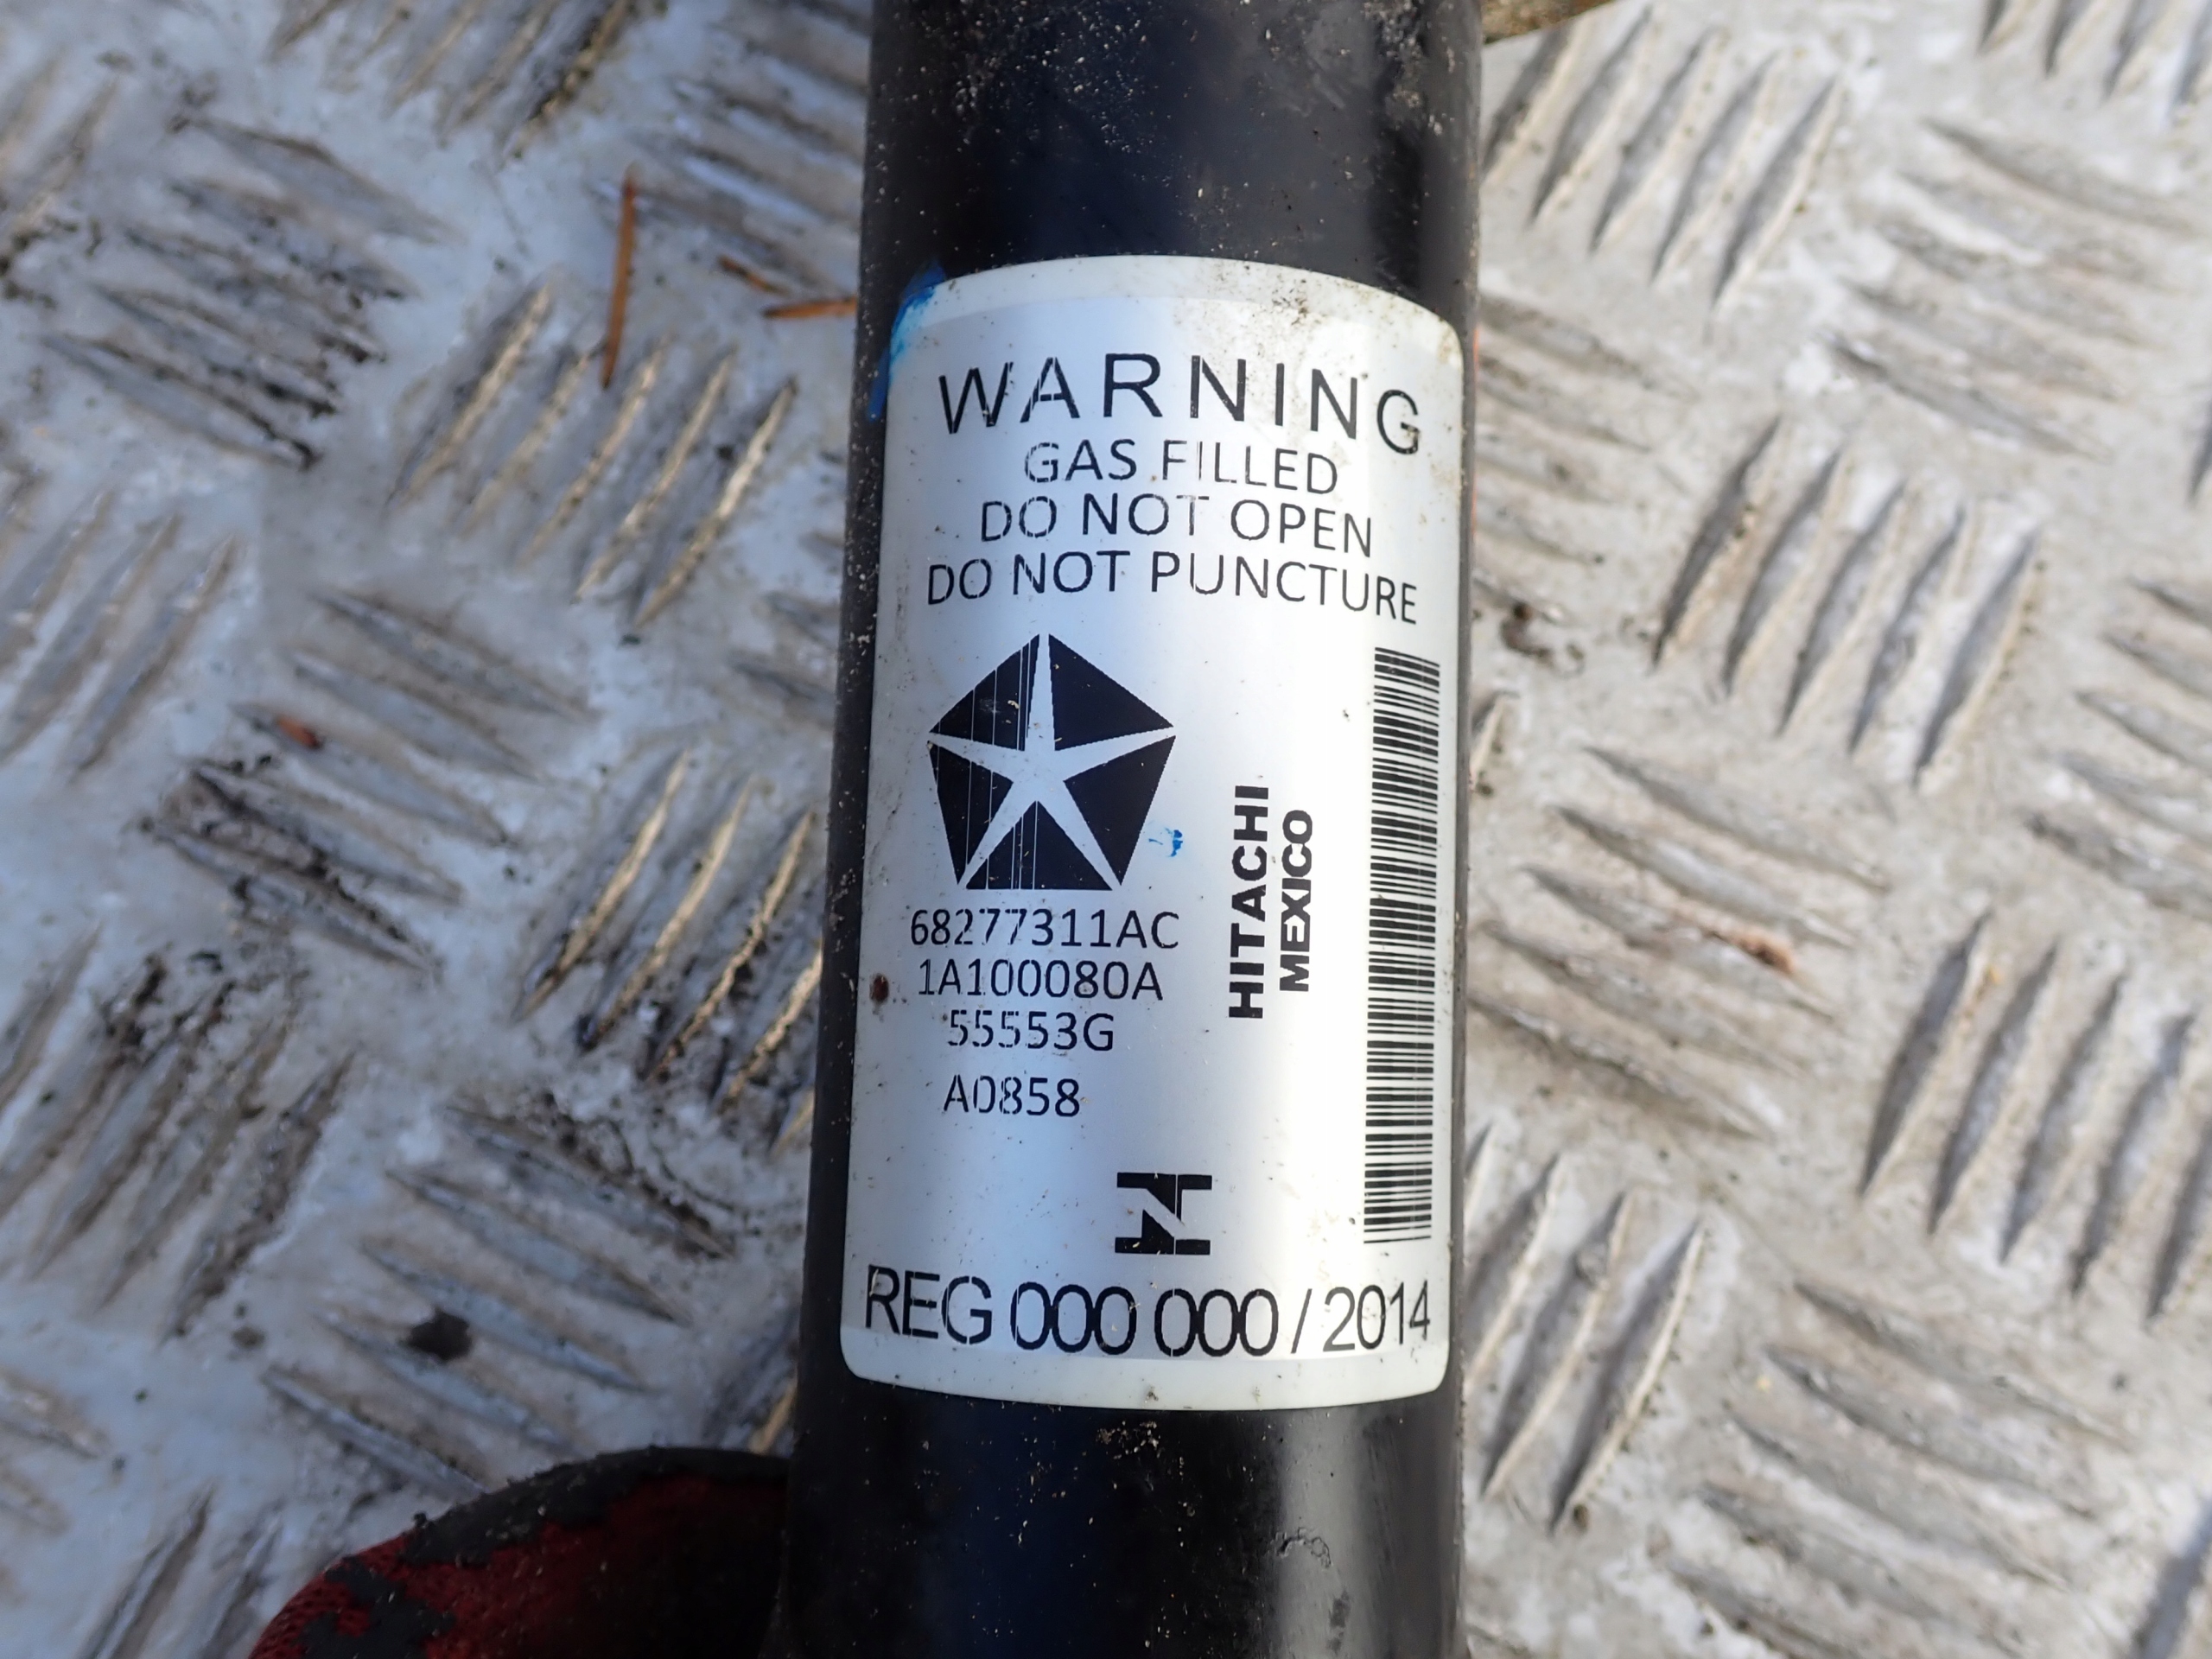 WARNING
GAS FILLED
DO NOT OPEN
DO NOT PUNCTURE
HITACHI
MEXICO
68277311AC
1A100080A
55553G
A0858
REG 000 000 / 2014